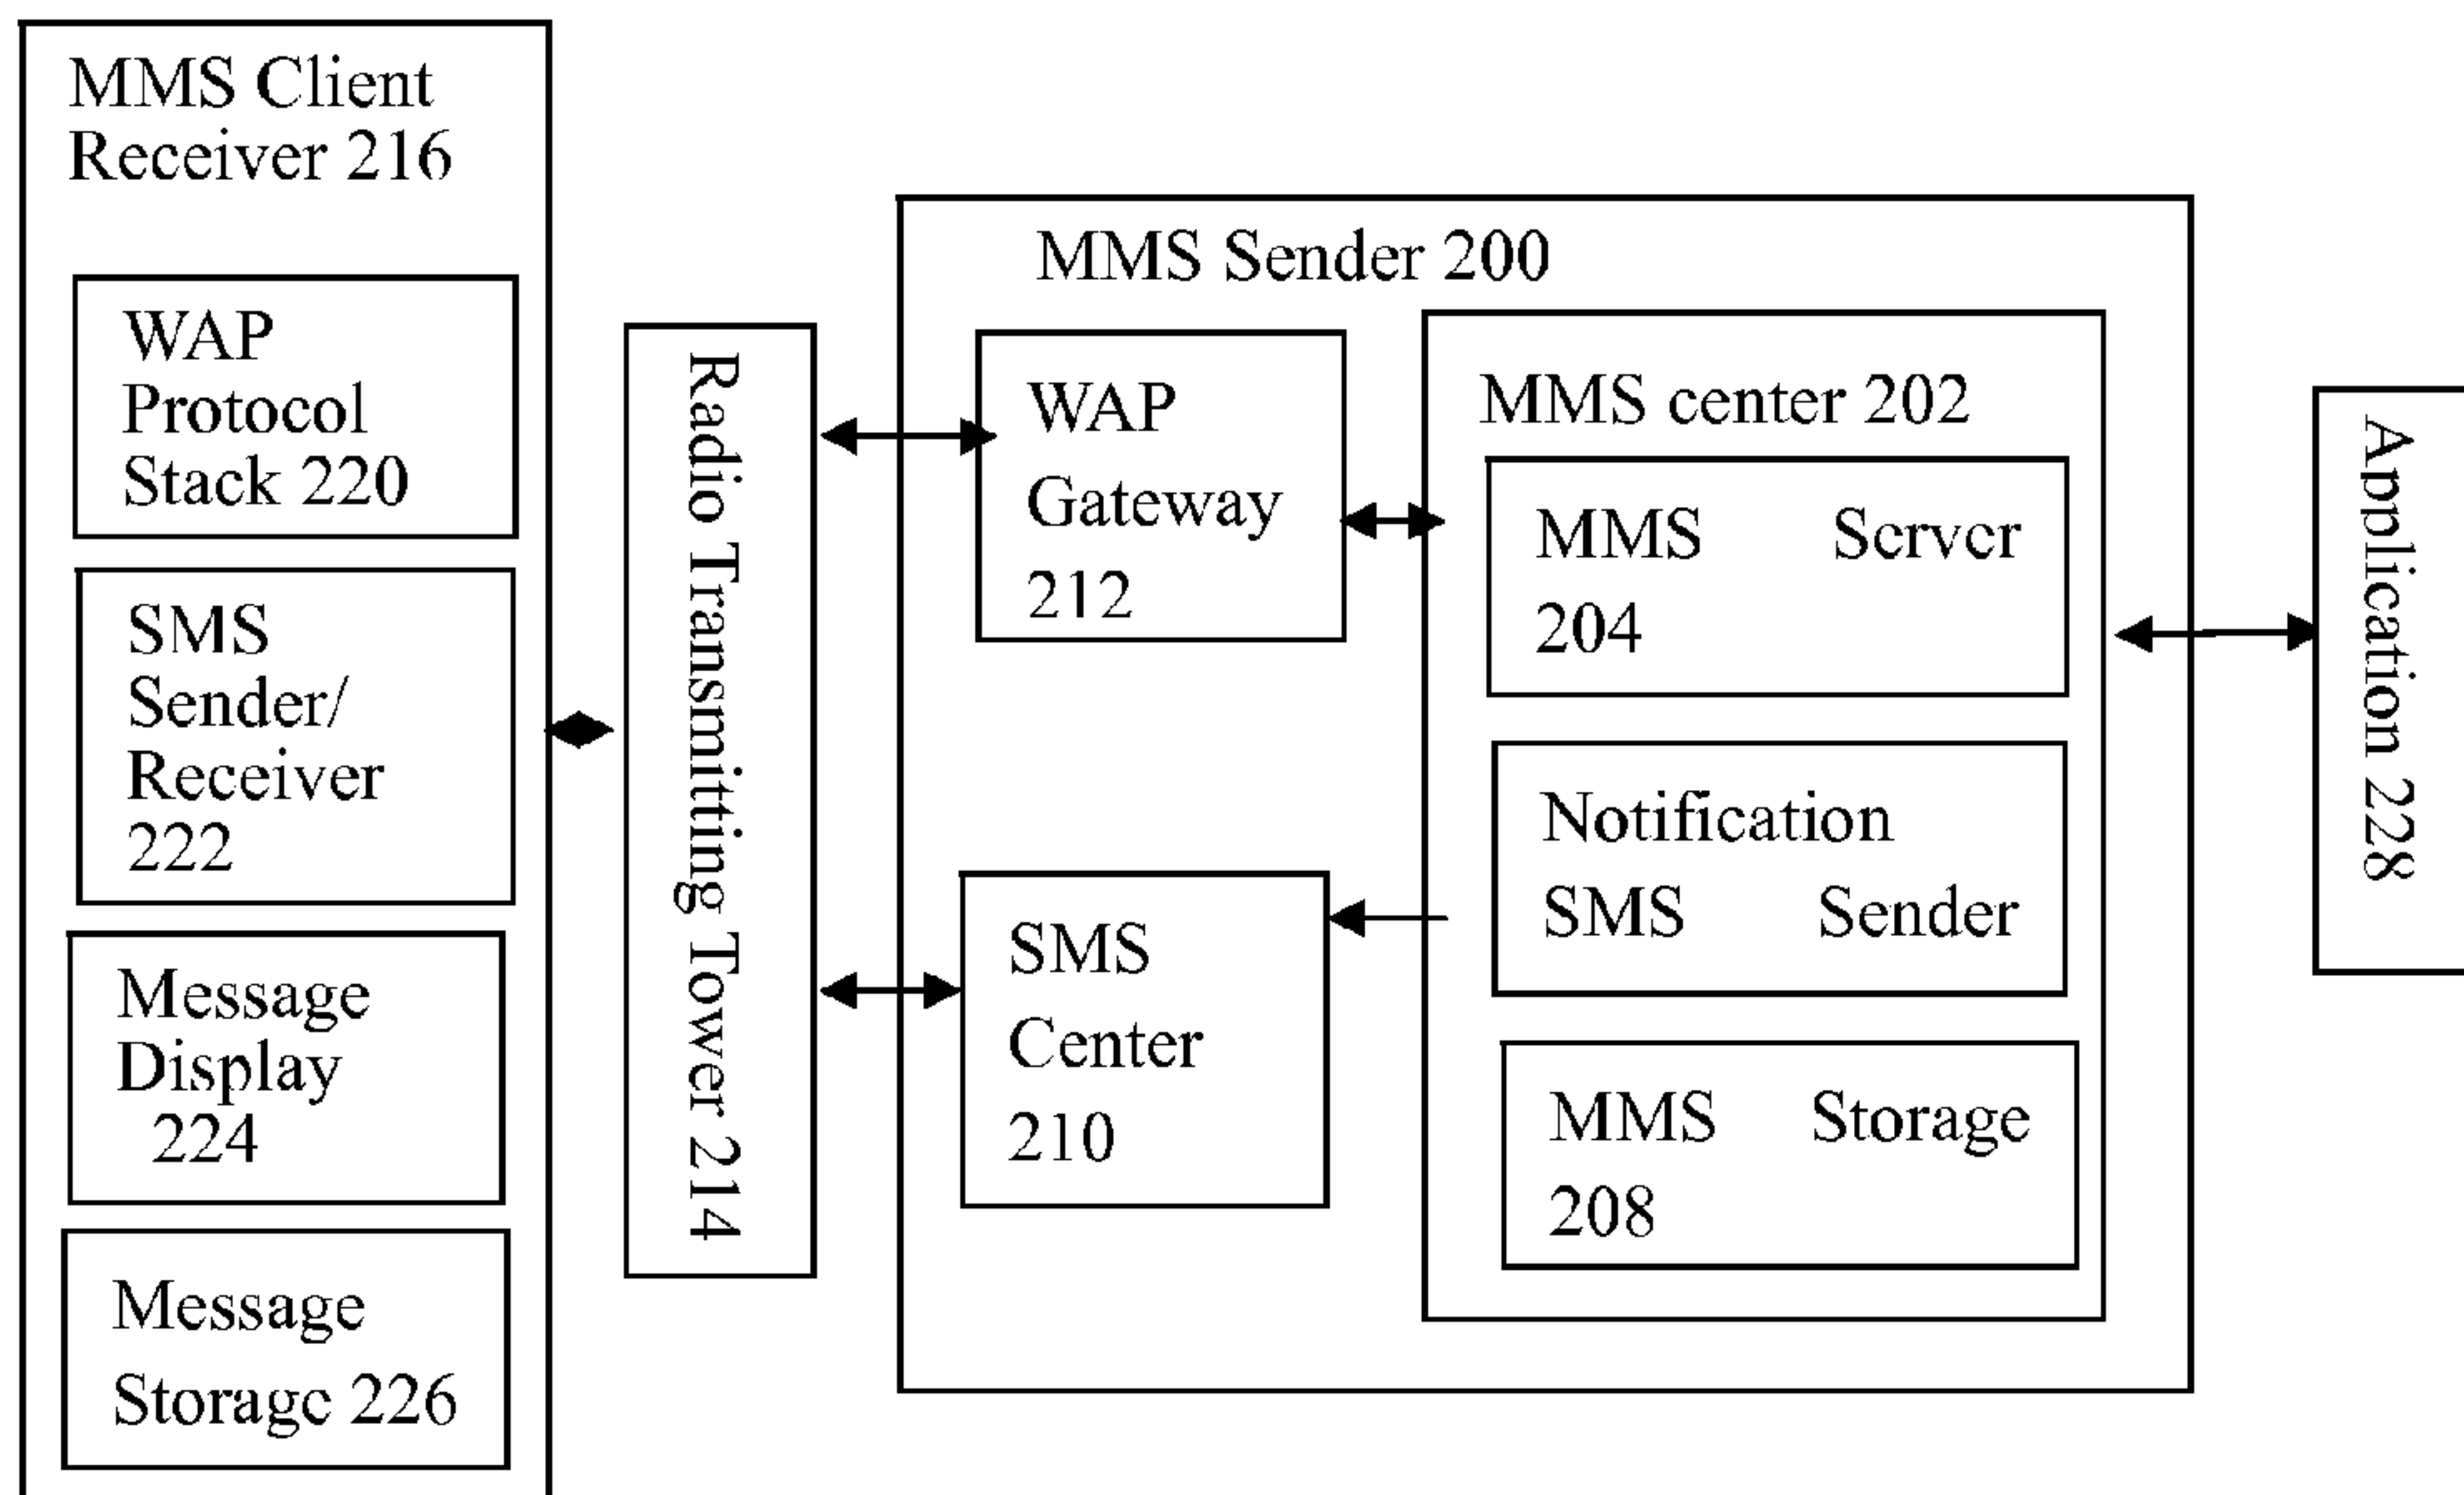 MMS Client
Receiver 216
WAP
Protocol
Stack 220
SMS
Sender/
Receiver
222
Message
Display
224
Message
Storage 226
Radio Transmitting Tower 214
MMS Sender 200
WAP
Gateway
212
SMS
Center
210
MMS center 202
MMS Server
204
Notification
SMS Sender
MMS Storage
208
Application 228